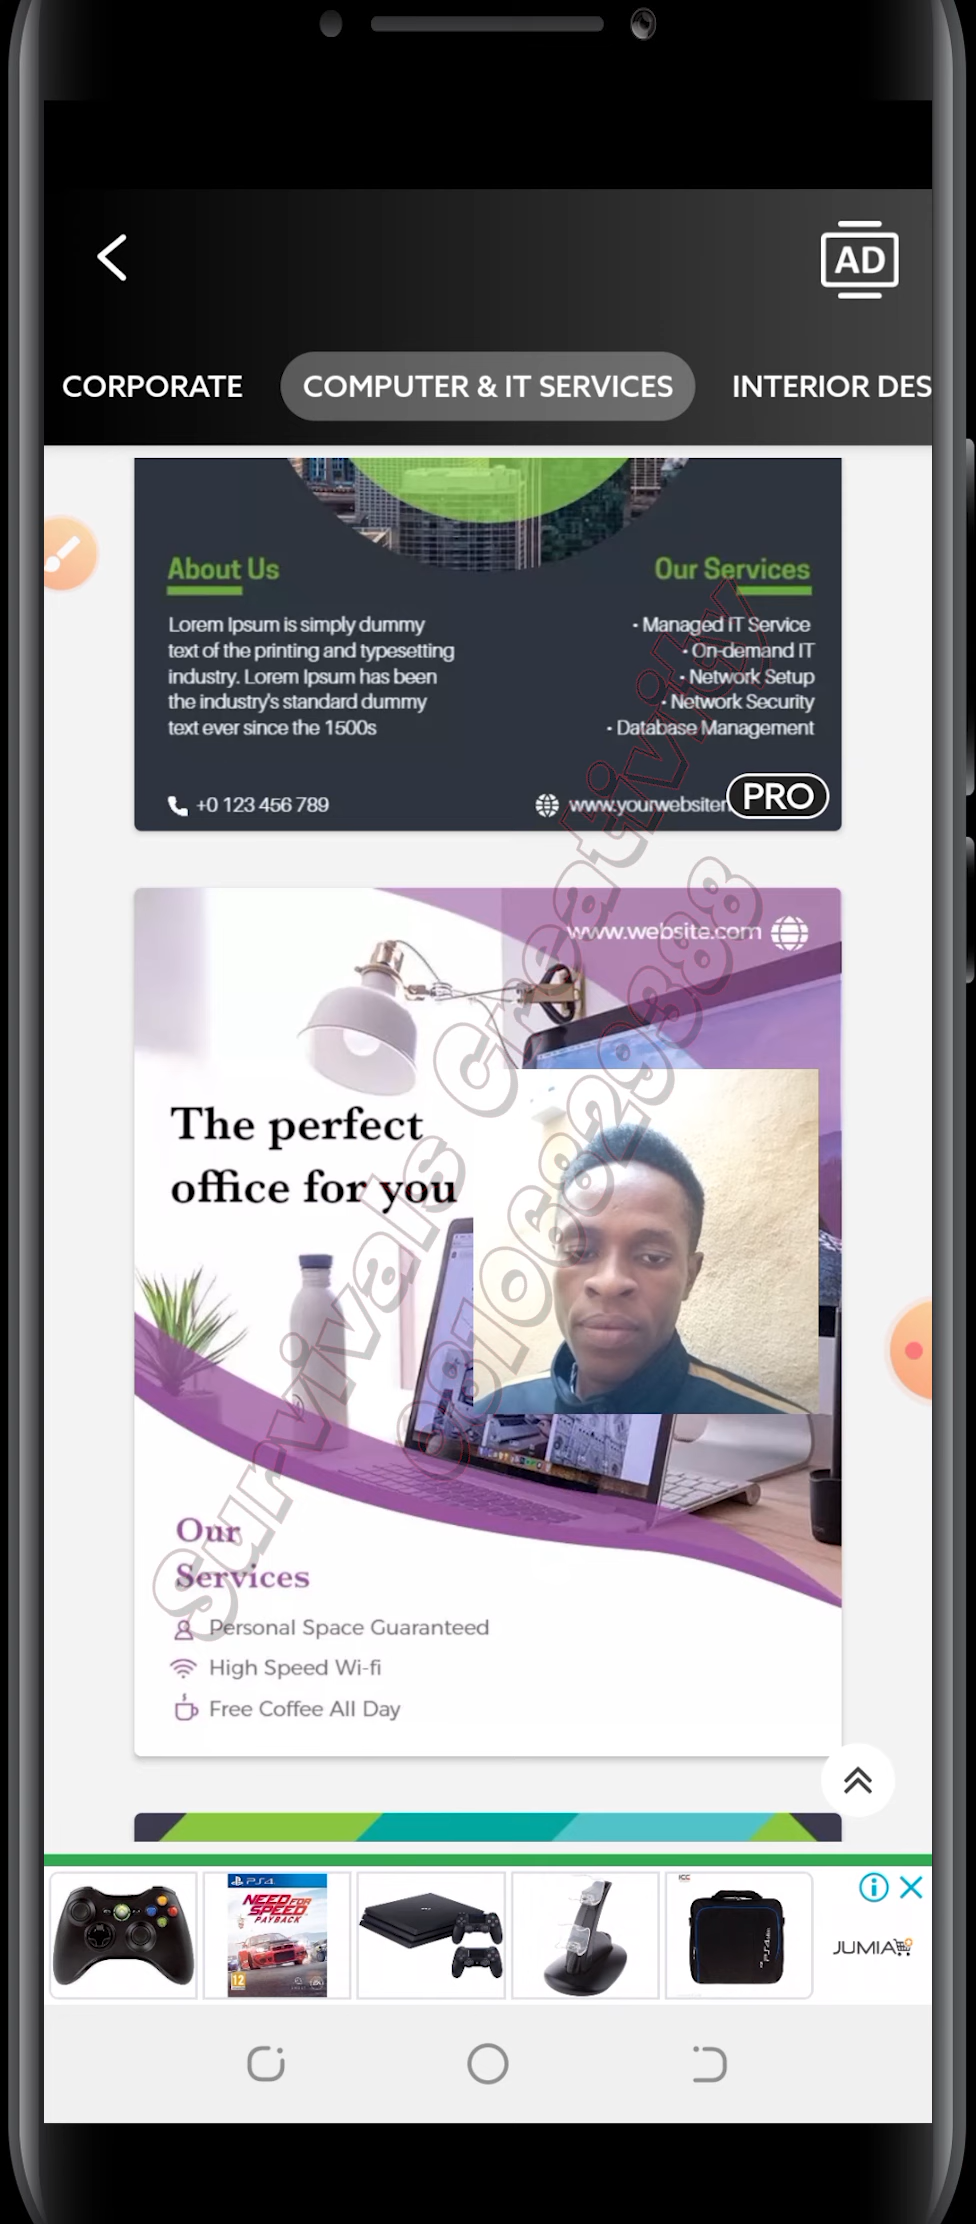 AD
CORPORATE
COMPUTER & IT SERVICES
INTERIOR DES
About Us
Lorem Ipsum is simply dummy
text of the printing and typesetting
industry. Lorem Ipsum has been
the industry's standard dummy
text ever since the 1500s
Our Services
• Managed IT Service
• On-demand IT
• Network Setup
• Network Security
• Database Management
+0 123 456 789
www.yourwebsiten
PRO
www.website.com
The perfect
office for you
Our
Services
Personal Space Guaranteed
High Speed Wi-fi
Free Coffee All Day
Survivals Creativity
08106829388
PS4
NEED FOR
SPEED
PAYBACK
12
JUMIA